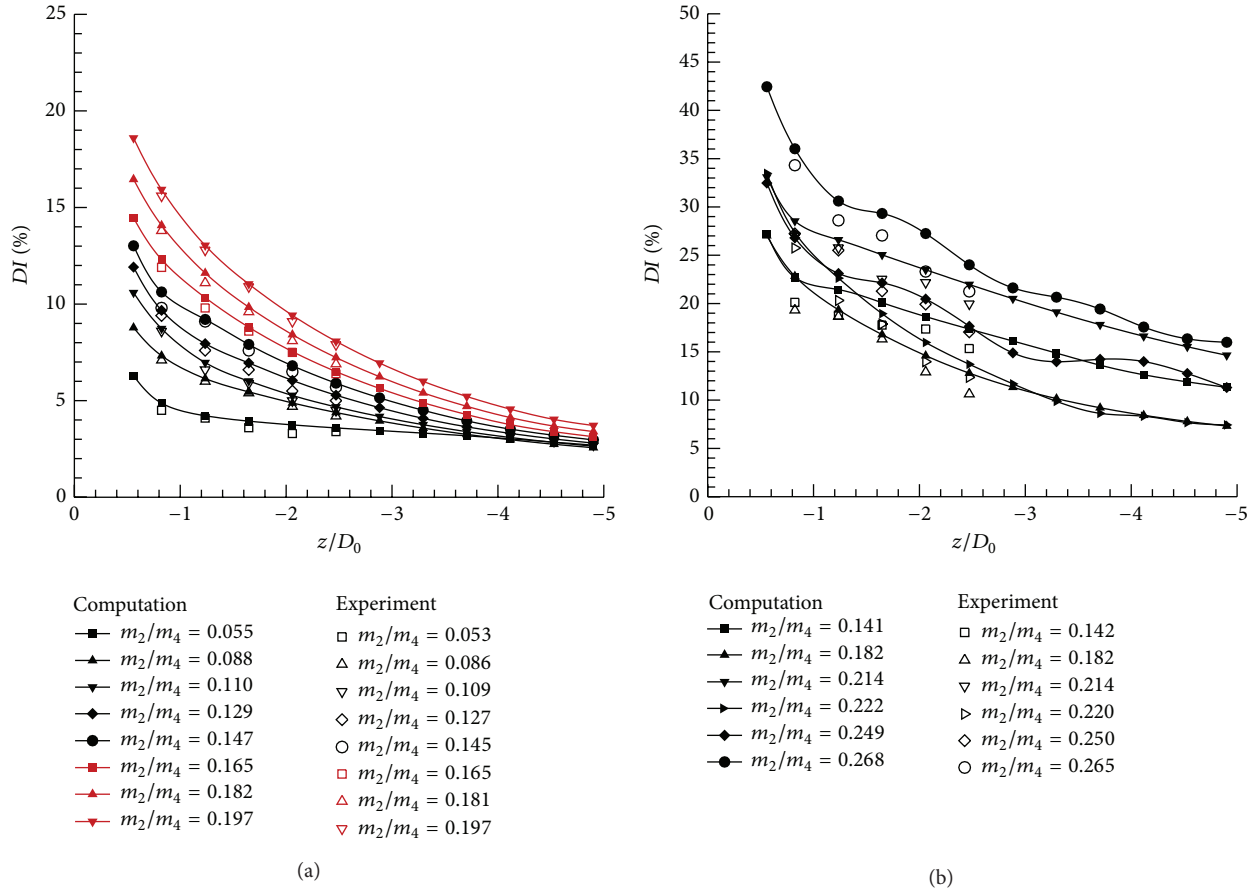 25
20
15
10
5
0
DI (%)
0 −1 −2 −3 −4 −5
z/D₀
Computation
m₂/m₄ = 0.055
m₂/m₄ = 0.088
m₂/m₄ = 0.110
m₂/m₄ = 0.129
m₂/m₄ = 0.147
m₂/m₄ = 0.165
m₂/m₄ = 0.182
m₂/m₄ = 0.197
Experiment
m₂/m₄ = 0.053
m₂/m₄ = 0.086
m₂/m₄ = 0.109
m₂/m₄ = 0.127
m₂/m₄ = 0.145
m₂/m₄ = 0.165
m₂/m₄ = 0.181
m₂/m₄ = 0.197
(a)
50
45
40
35
30
25
20
15
10
5
0
DI (%)
0 −1 −2 −3 −4 −5
z/D₀
Computation
m₂/m₄ = 0.141
m₂/m₄ = 0.182
m₂/m₄ = 0.214
m₂/m₄ = 0.222
m₂/m₄ = 0.249
m₂/m₄ = 0.268
Experiment
m₂/m₄ = 0.142
m₂/m₄ = 0.182
m₂/m₄ = 0.214
m₂/m₄ = 0.220
m₂/m₄ = 0.250
m₂/m₄ = 0.265
(b)